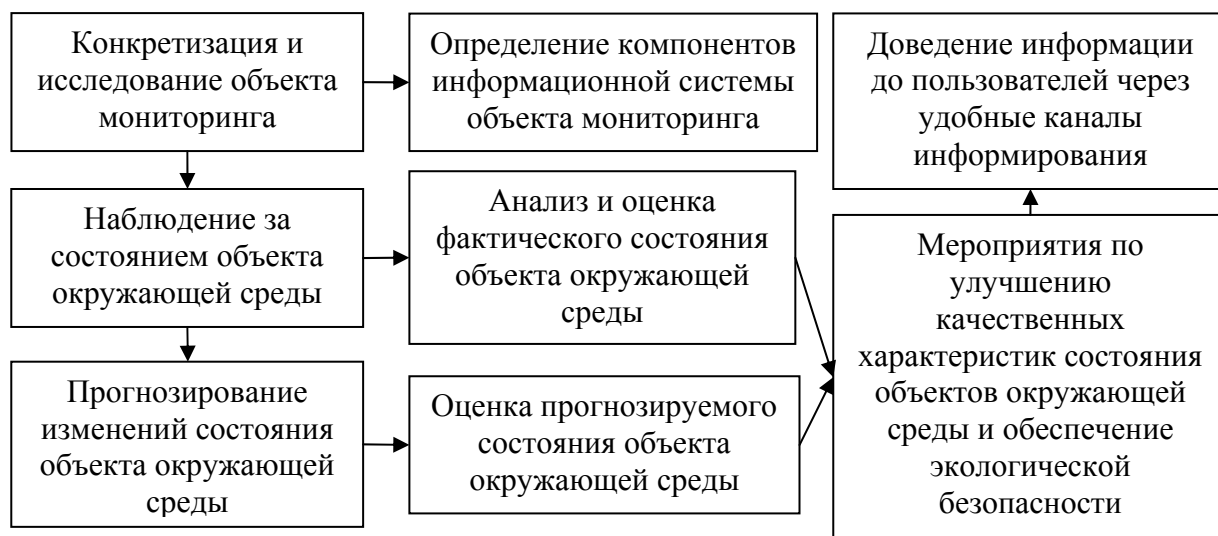 Конкретизация и
исследование объекта
мониторинга
Определение компонентов
информационной системы
объекта мониторинга
Доведение информации
до пользователей через
удобные каналы
информирования
Наблюдение за
состоянием объекта
окружающей среды
Анализ и оценка
фактического состояния
объекта окружающей
среды
Мероприятия по
улучшению
качественных
характеристик состояния
объектов окружающей
среды и обеспечение
экологической
безопасности
Прогнозирование
изменений состояния
объекта окружающей
среды
Оценка прогнозируемого
состояния объекта
окружающей среды